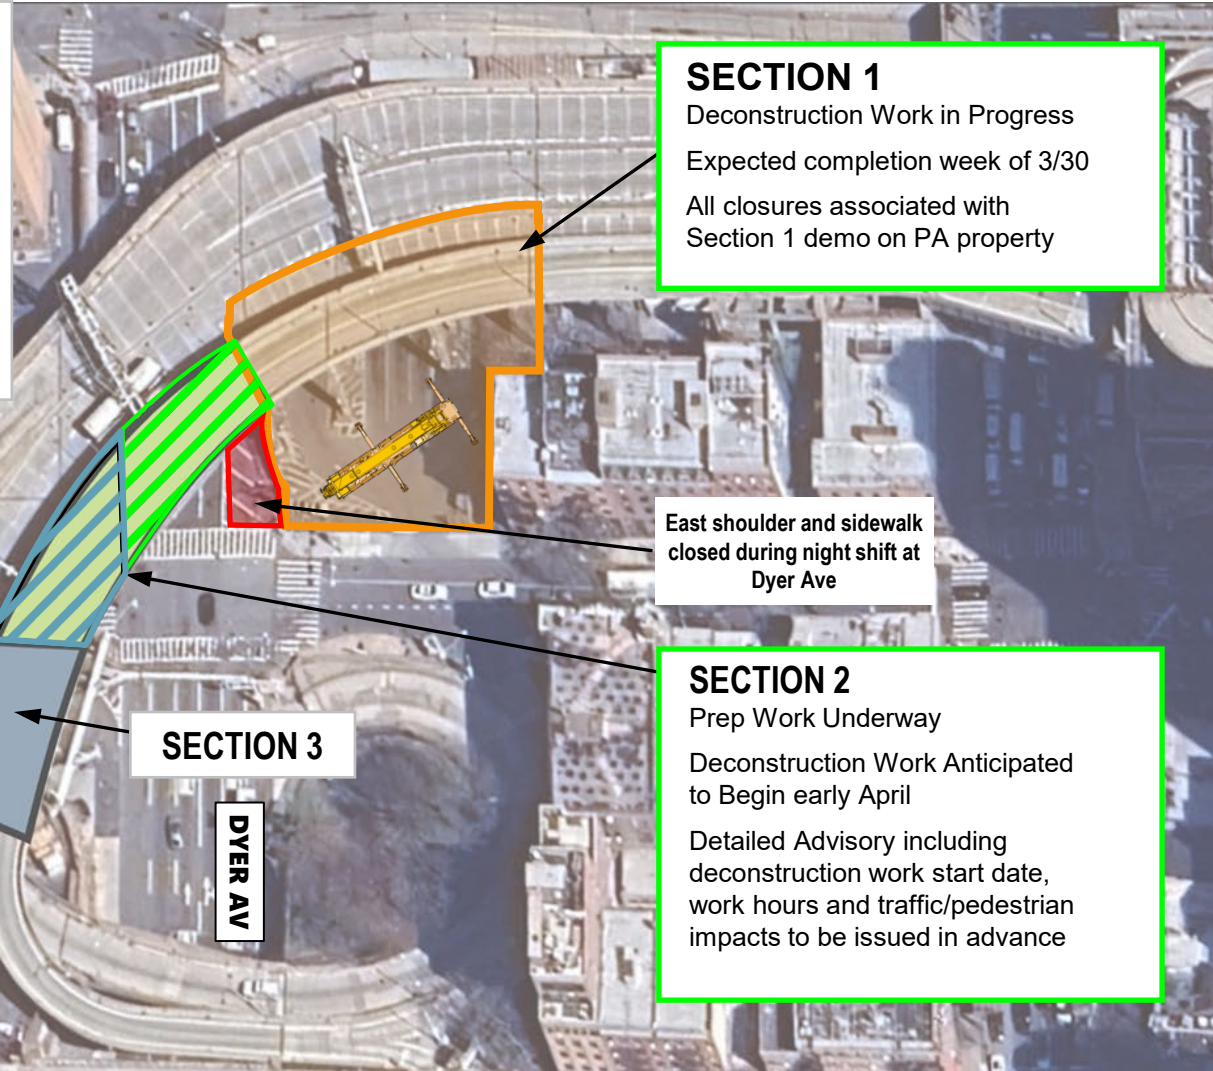 SECTION 1
Deconstruction Work in Progress
Expected completion week of 3/30
All closures associated with
Section 1 demo on PA property
East shoulder and sidewalk
closed during night shift at
Dyer Ave
SECTION 2
Prep Work Underway
Deconstruction Work Anticipated
to Begin early April
Detailed Advisory including
deconstruction work start date,
work hours and traffic/pedestrian
impacts to be issued in advance
SECTION 3
DYER AV